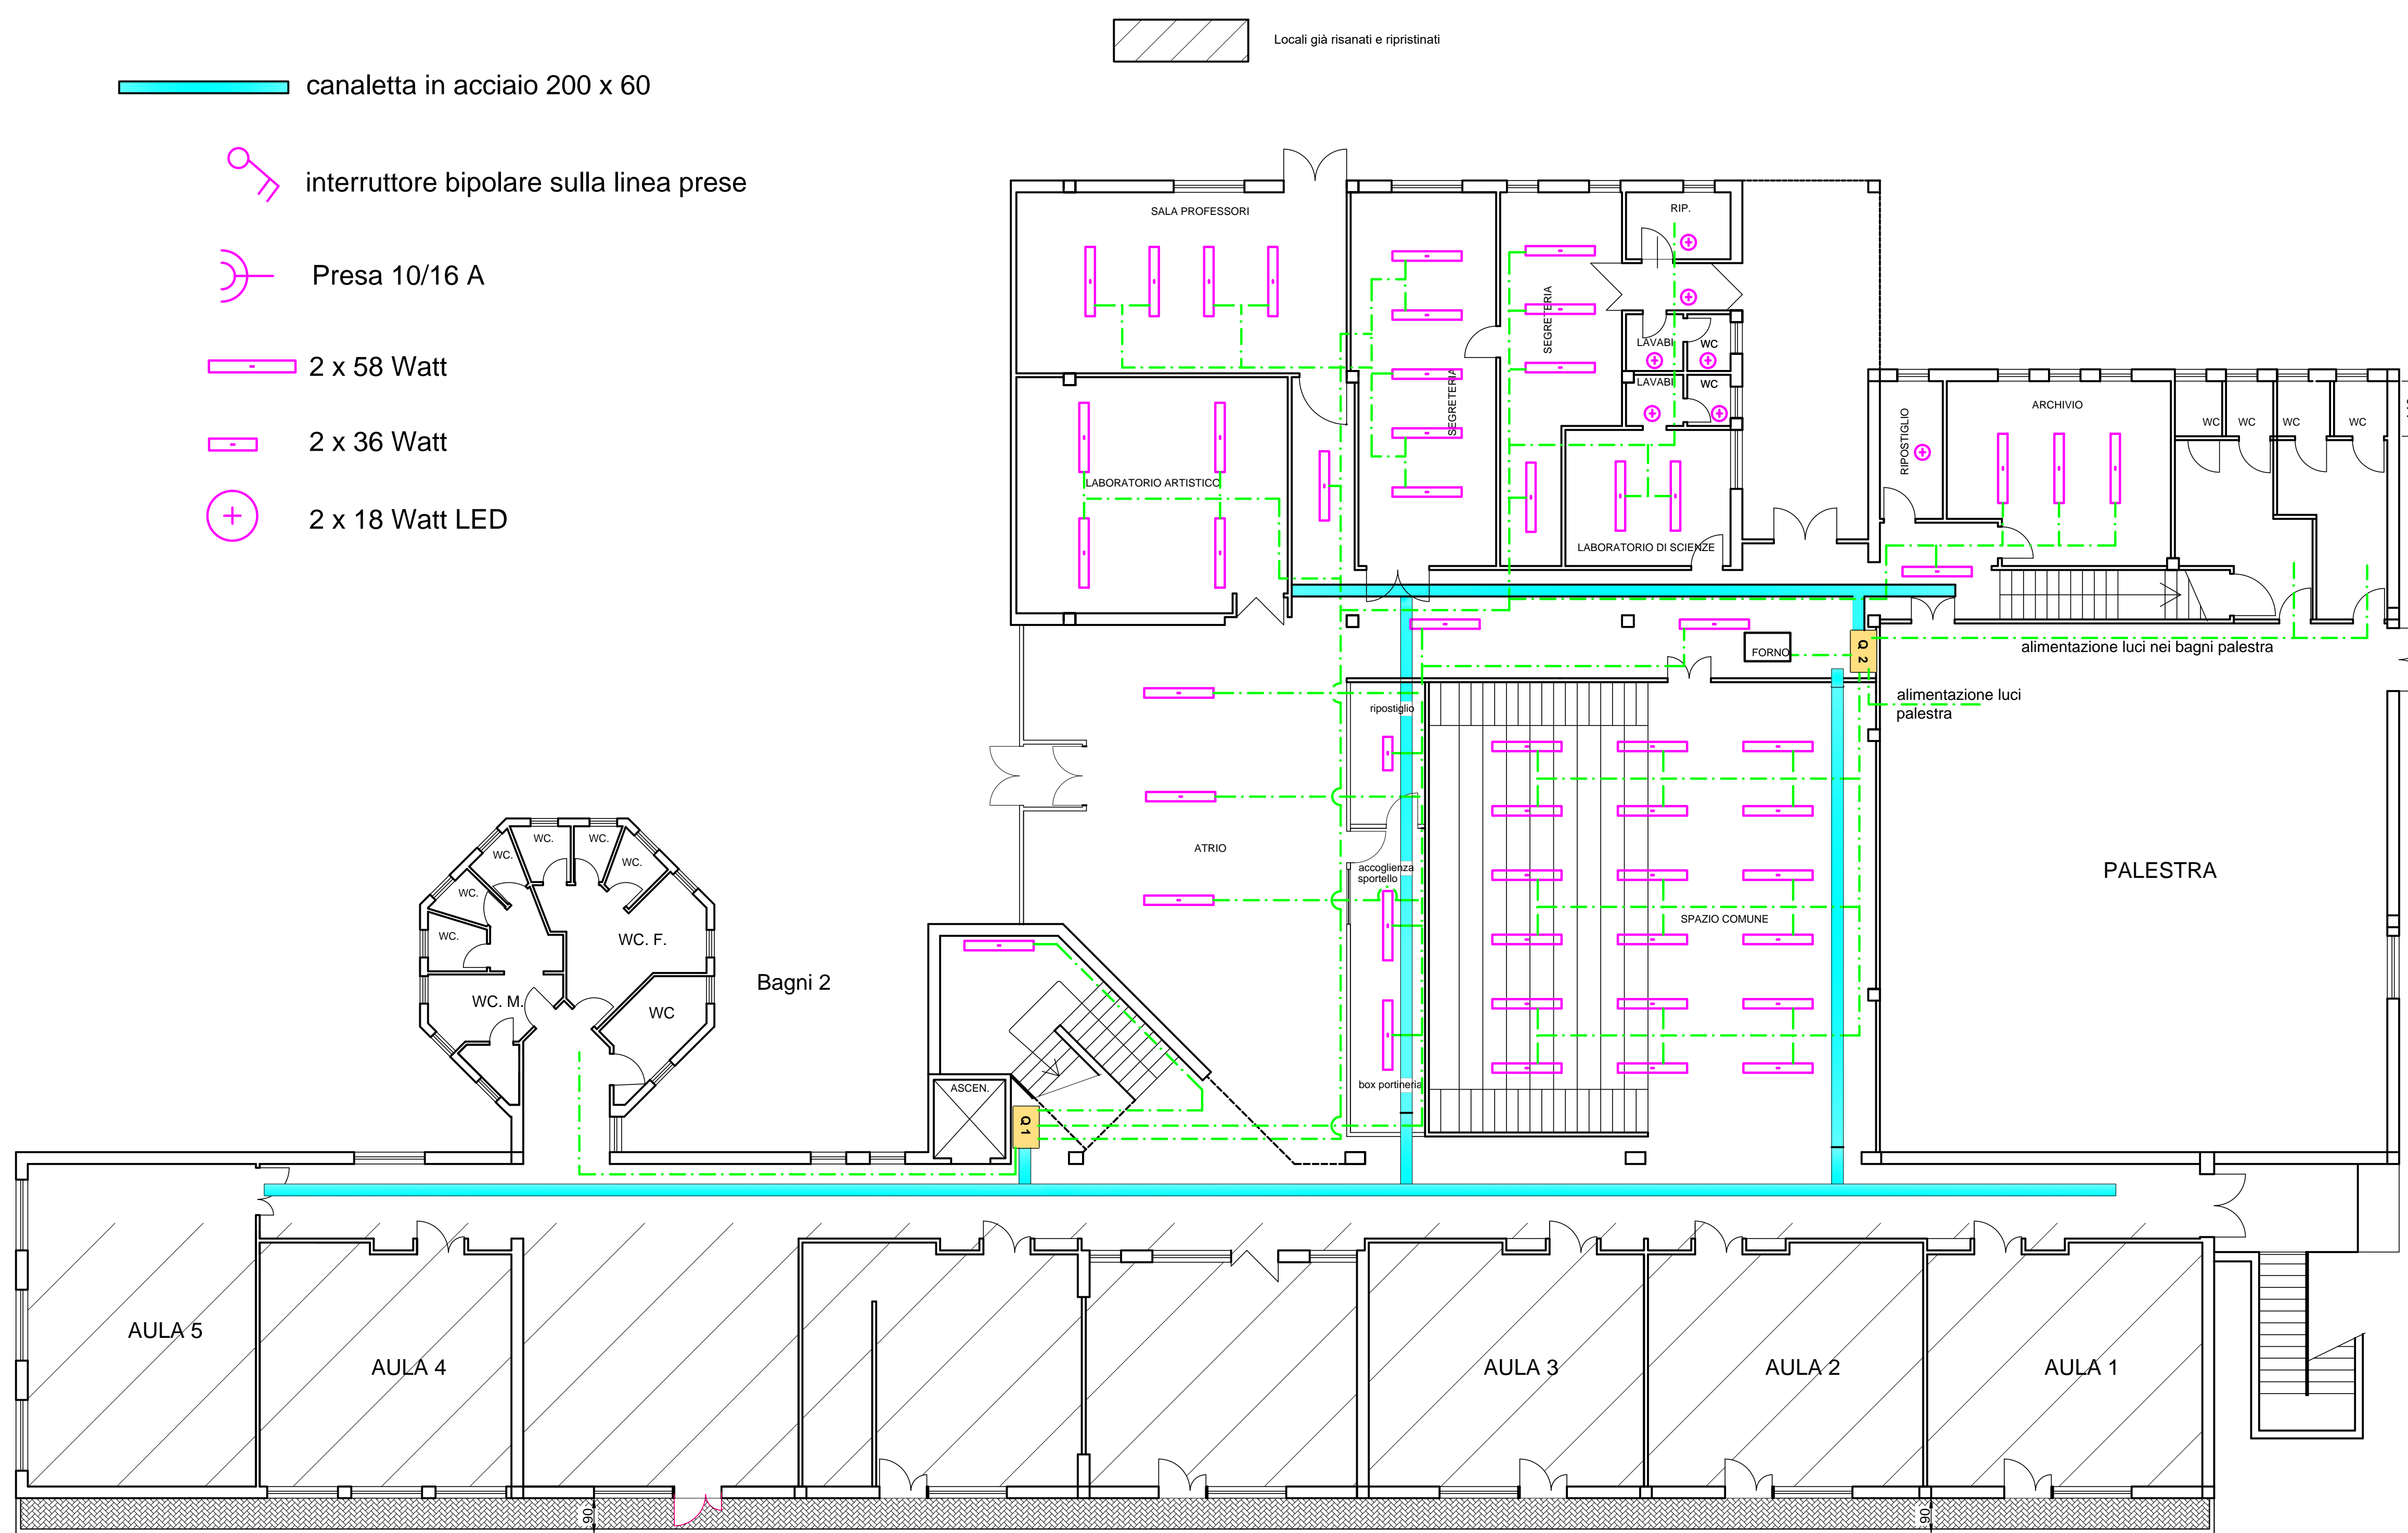 Locali già risanati e ripristinati
canaletta in acciaio 200 x 60
interruttore bipolare sulla linea prese
Presa 10/16 A
2 x 58 Watt
2 x 36 Watt
2 x 18 Watt LED
SALA PROFESSORI
RIP.
SEGRETERIA
SEGRETERIA
LAVABI
WC
LAVABI
WC
RIPOSTIGLIO
ARCHIVIO
WC
WC
WC
WC
LABORATORIO ARTISTICO
LABORATORIO DI SCIENZE
FORNO
Q 2
alimentazione luci nei bagni palestra
alimentazione luci
palestra
ripostiglio
ATRIO
accoglienza
sportello
SPAZIO COMUNE
PALESTRA
WC.
WC.
WC.
WC.
WC.
WC.
WC. F.
WC. M.
WC
Bagni 2
ASCEN.
Q 1
box portineria
AULA 5
AULA 4
AULA 3
AULA 2
AULA 1
90
90